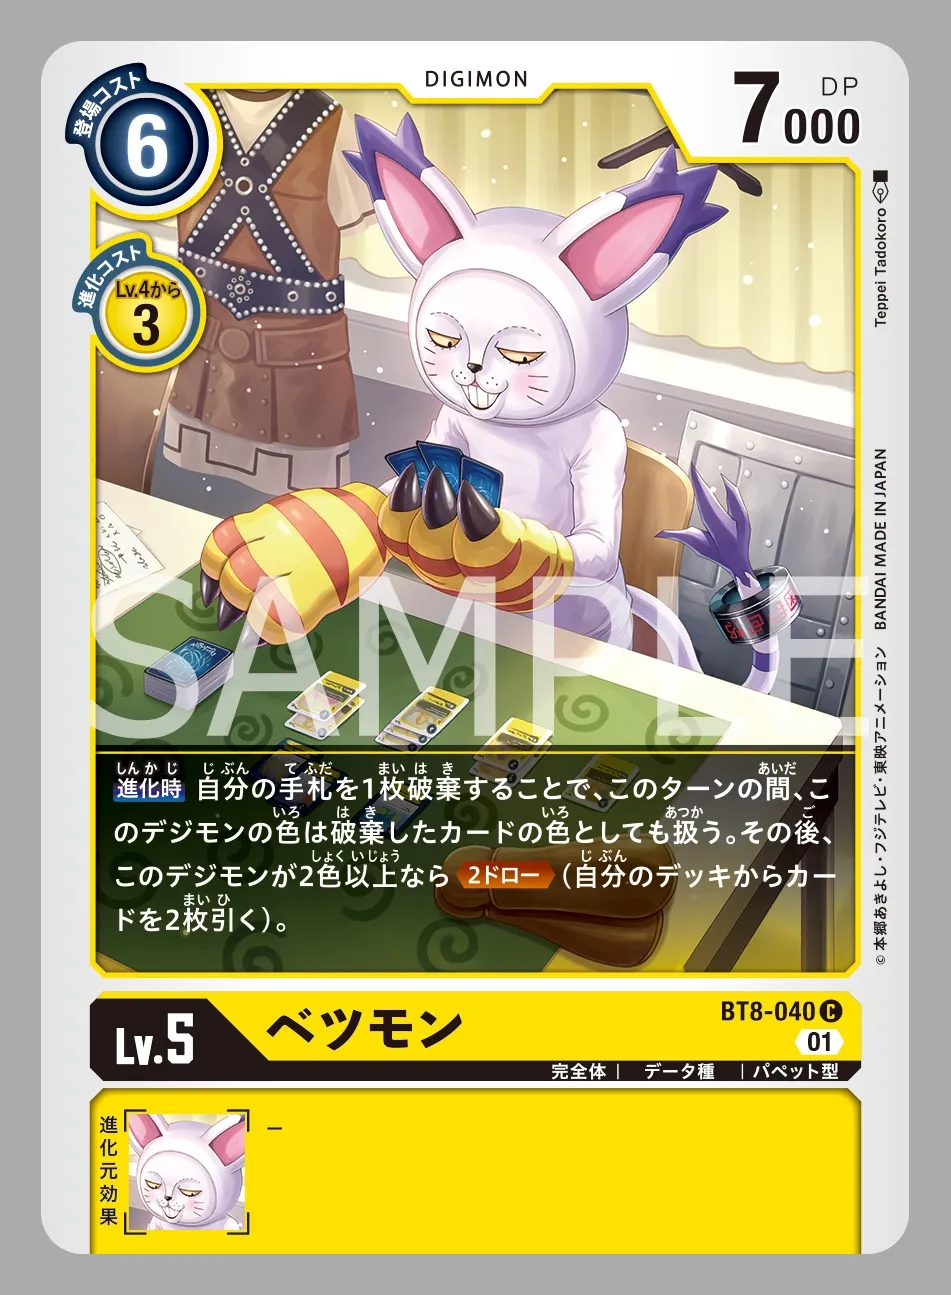 DIGIMON
登場コスト
6
7000
DP
進化コスト
Lv.4から
3
Teppei Tadokoro
BANDAI MADE IN JAPAN
©本郷あきよし・フジテレビ・東映アニメーション
SAMPLE
進化時 自分の手札を1枚破棄することで、このターンの間、こ
のデジモンの色は破棄したカードの色としても扱う。その後、
このデジモンが2色以上なら 2ドロー (自分のデッキからカー
ドを2枚引く)。
Lv.5
ベツモン
BT8-040 C
01
完全体 | データ種 | パペット型
進化元効果
－